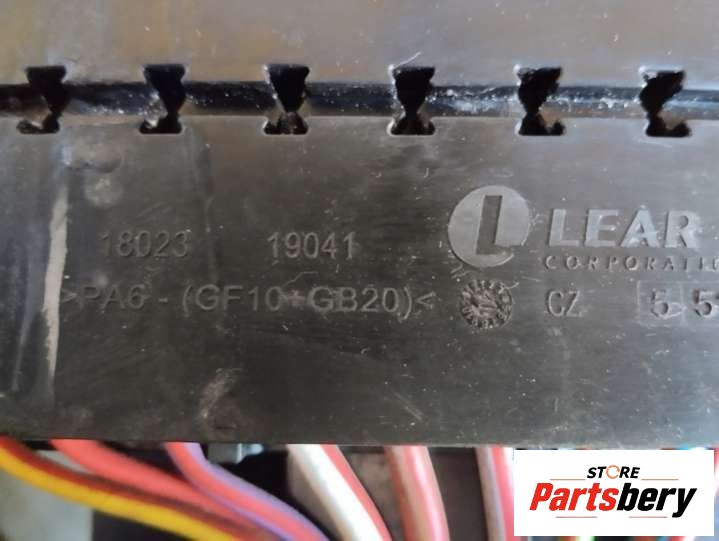 18023 19041 LEAR
CORPORATI
>PA6-(GF10+GB20)< CZ 5 5
STORE
Partsbery